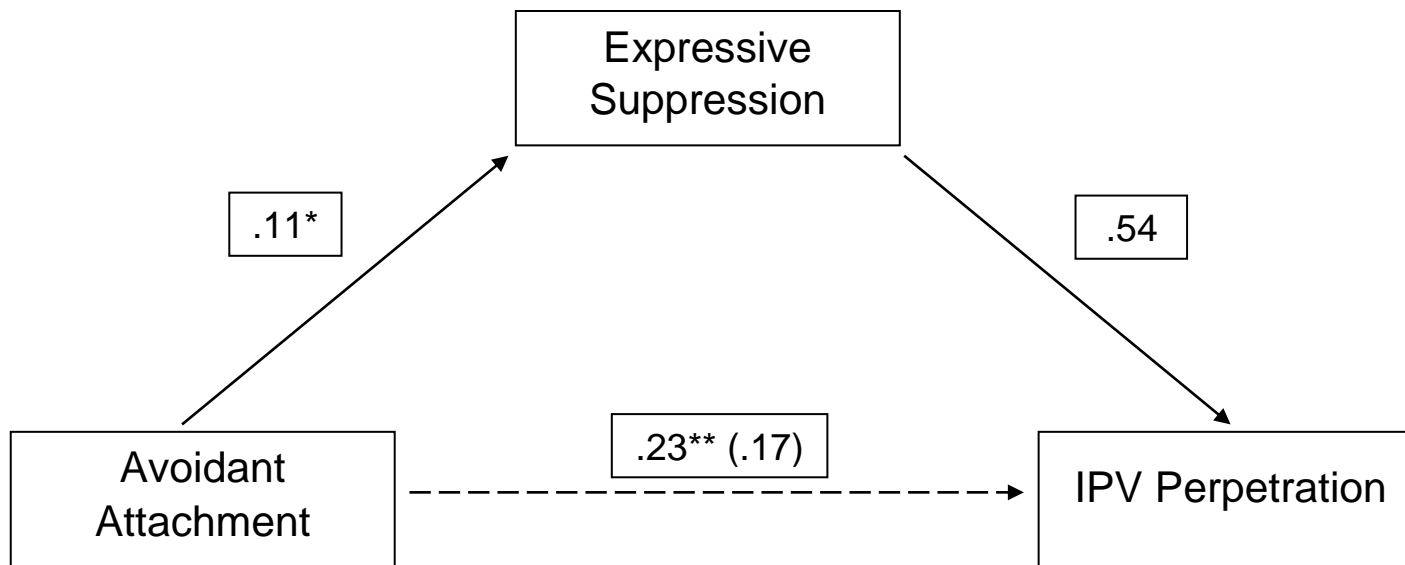 Expressive
Suppression
.11*
.54
.23** (.17)
Avoidant
Attachment
IPV Perpetration